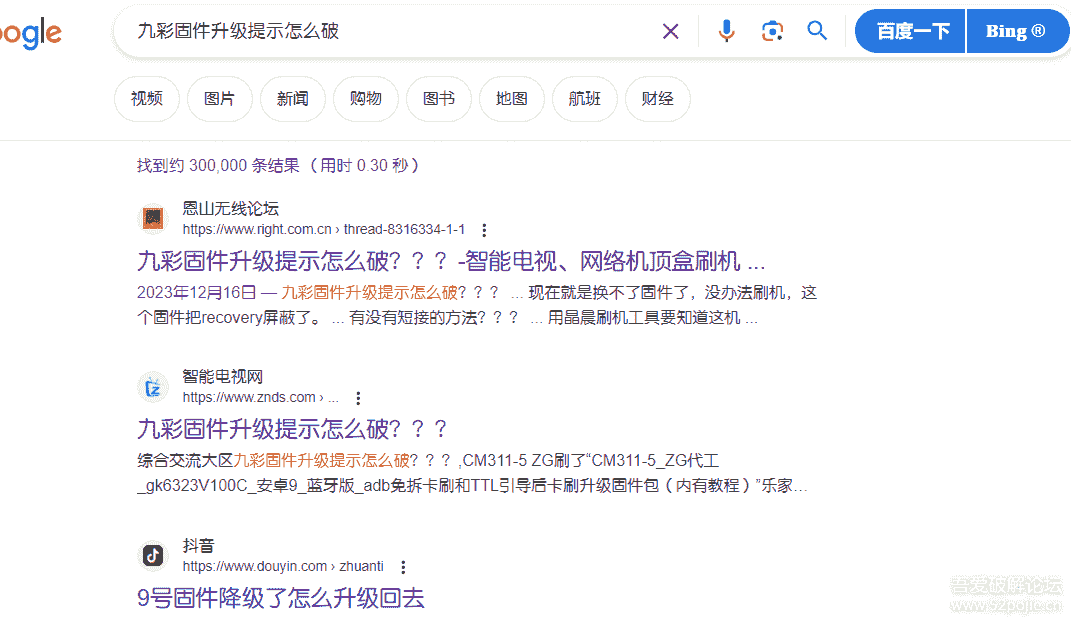 ogle
九彩固件升级提示怎么破
百度一下
Bing ®
视频
图片
新闻
购物
图书
地图
航班
财经
找到约 300,000 条结果 （用时 0.30 秒）
恩山无线论坛
https://www.right.com.cn › thread-8316334-1-1
九彩固件升级提示怎么破？？？-智能电视、网络机顶盒刷机 ...
2023年12月16日 — 九彩固件升级提示怎么破？？？ ... 现在就是换不了固件了，没办法刷机，这
个固件把recovery屏蔽了。 ... 有没有短接的方法？？？ ... 用晶晨刷机工具要知道这机 ...
智能电视网
https://www.znds.com › ...
九彩固件升级提示怎么破？？？
综合交流大区九彩固件升级提示怎么破？？？,CM311-5 ZG刷了“CM311-5_ZG代工
_gk6323V100C_安卓9_蓝牙版_adb免拆卡刷和TTL引导后卡刷升级固件包（内有教程）”乐家...
抖音
https://www.douyin.com › zhuanti
9号固件降级了怎么升级回去
吾爱破解论坛
www.52pojie.cn